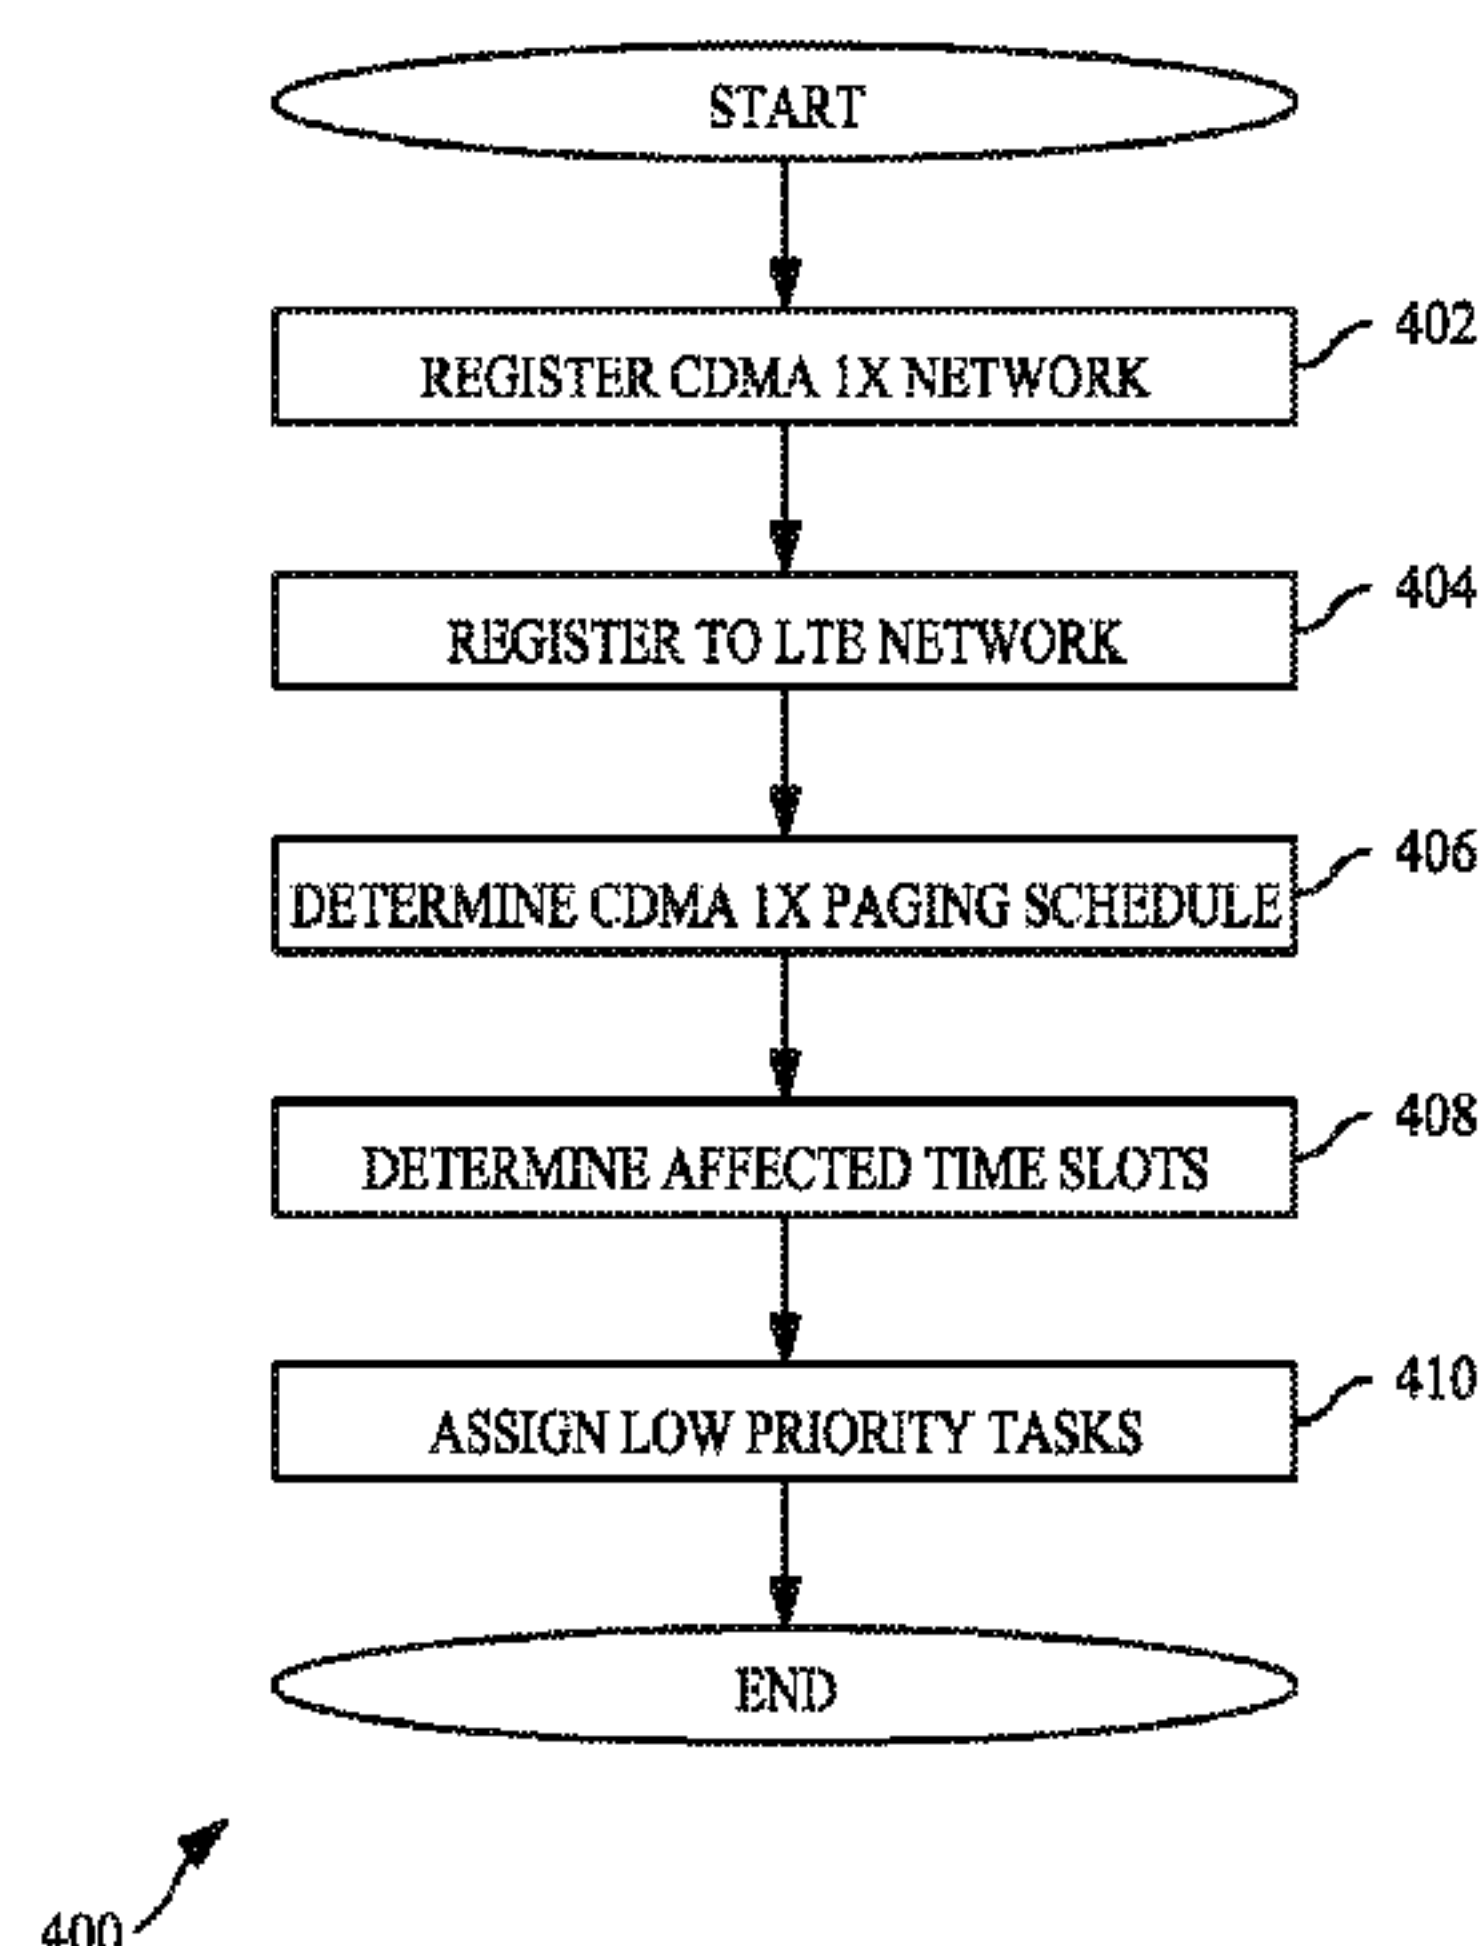 START
REGISTER CDMA 1X NETWORK
402
REGISTER TO LTE NETWORK
404
DETERMINE CDMA 1X PAGING SCHEDULE
406
DETERMINE AFFECTED TIME SLOTS
408
ASSIGN LOW PRIORITY TASKS
410
END
400